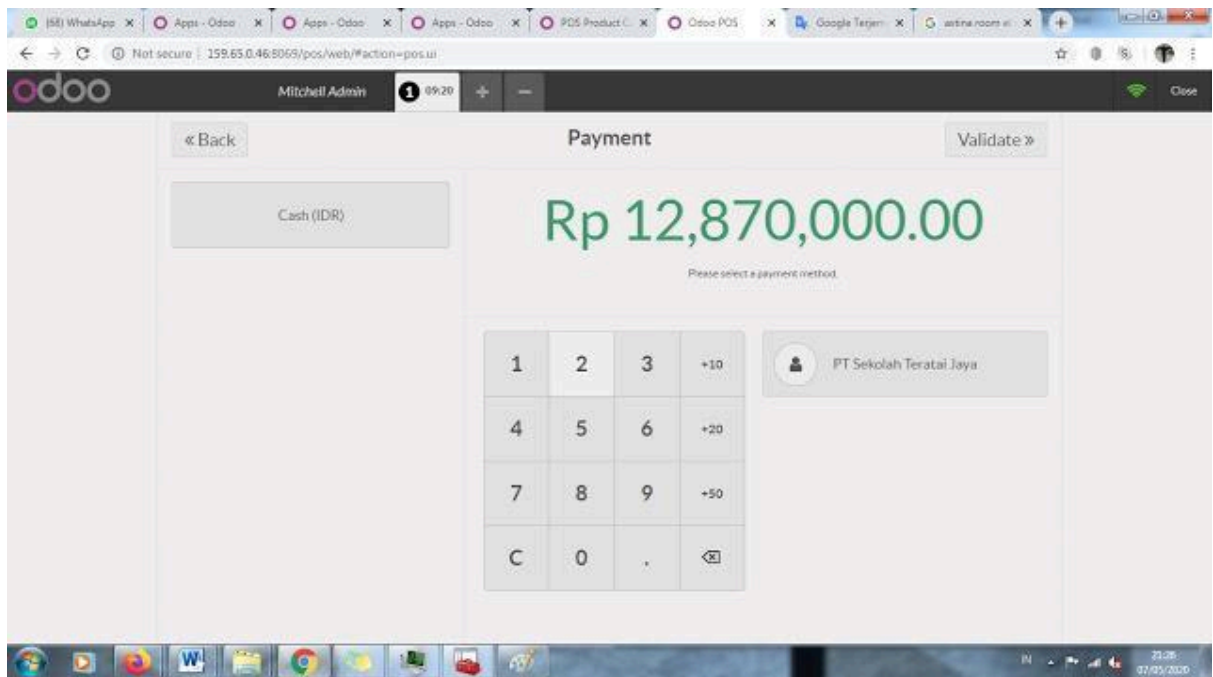 (58) WhatsApp
Apps - Odoo
Apps - Odoo
Apps - Odoo
POS Product C
Odoo POS
Google Terjem
Not secure | 159.65.0.46:8069/pos/web/#action=pos.ui
odoo Mitchell Admin 1 09:20 + − Close
« Back Payment Validate »
Cash (IDR)
Rp 12,870,000.00
Please select a payment method.
1 2 3 +10
PT Sekolah Teratai Jaya
4 5 6 +20
7 8 9 +50
C 0 .
IN
07/05/2020